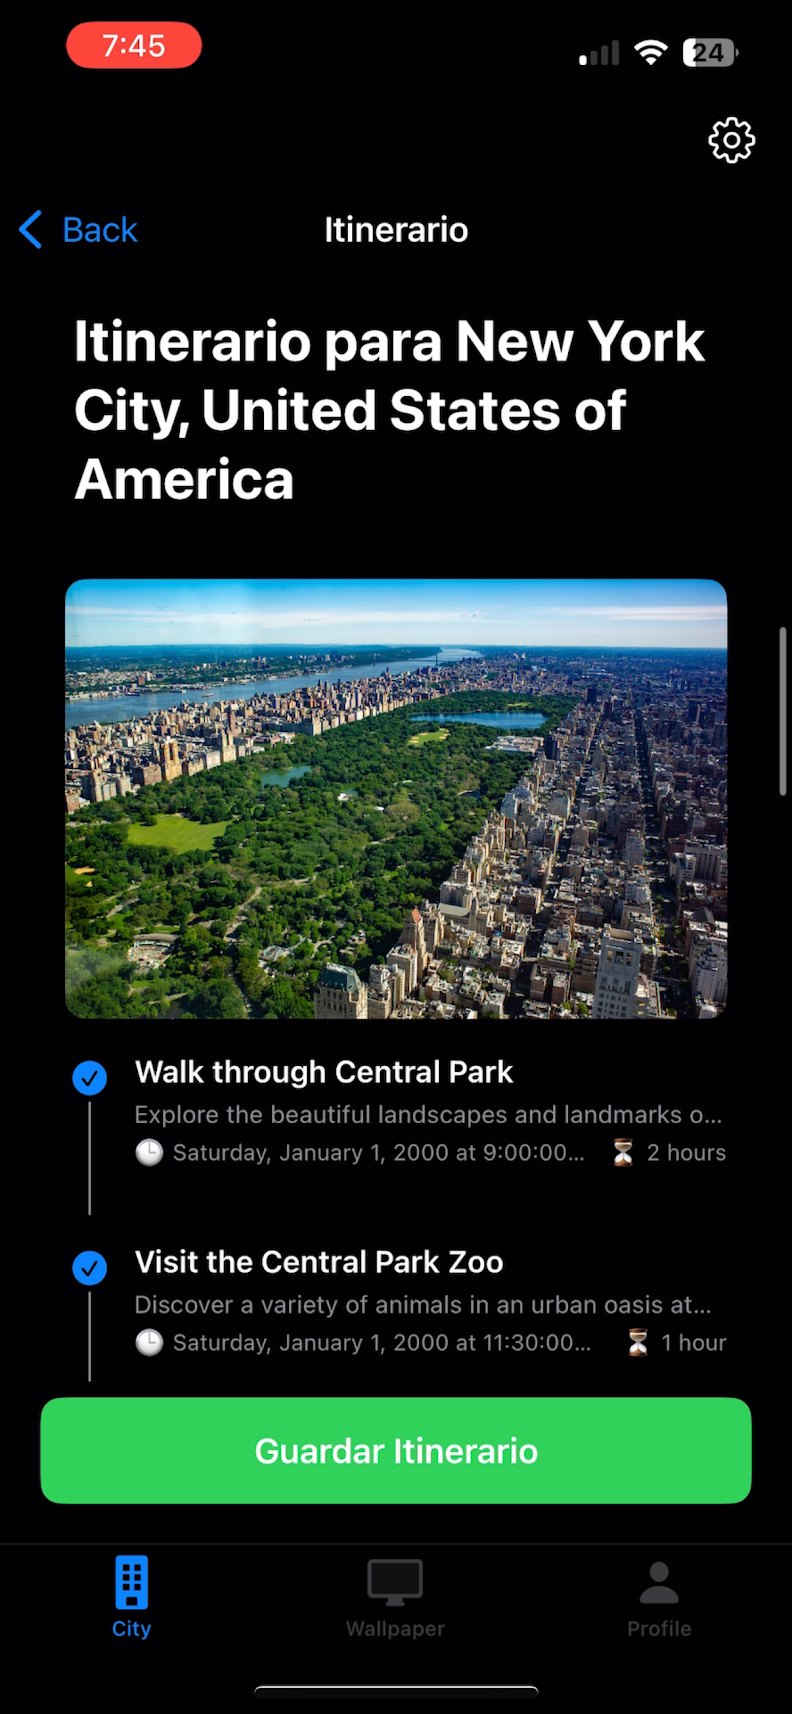 7:45
24
Back
Itinerario
Itinerario para New York
City, United States of
America
Walk through Central Park
Explore the beautiful landscapes and landmarks o...
Saturday, January 1, 2000 at 9:00:00... 2 hours
Visit the Central Park Zoo
Discover a variety of animals in an urban oasis at...
Saturday, January 1, 2000 at 11:30:00... 1 hour
Guardar Itinerario
City Wallpaper Profile